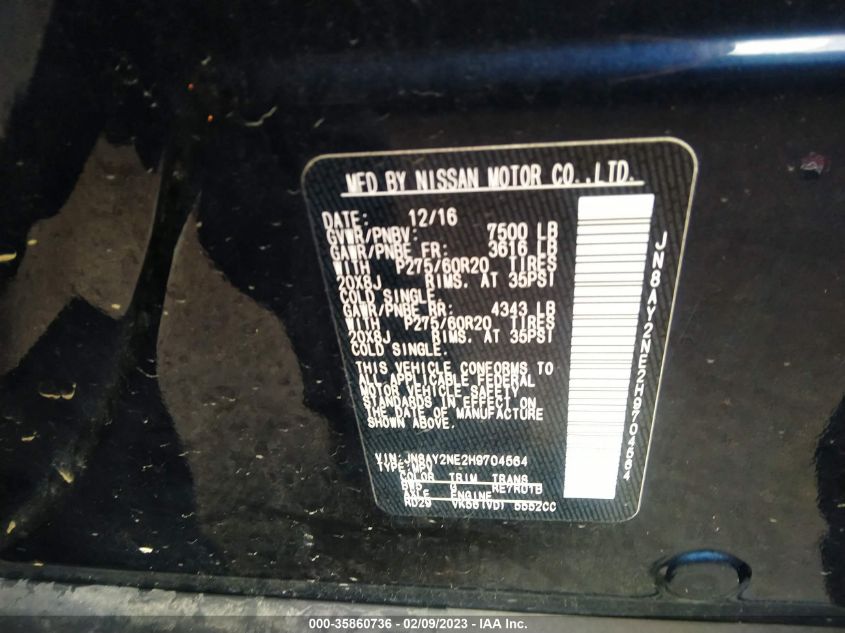 MFD BY NISSAN MOTOR CO.,LTD.
DATE: 12/16
GVWR/PNBV: 7500 LB
GAWR/PNBE FR: 3616 LB
WITH P275/60R20 TIRES
20X8J RIMS. AT 35PSI
COLD SINGLE.
GAWR/PNBE RR: 4343 LB
WITH P275/60R20 TIRES
20X8J RIMS. AT 35PSI
COLD SINGLE.
THIS VEHICLE CONFORMS TO
ALL APPLICABLE FEDERAL
MOTOR VEHICLE SAFETY
STANDARDS IN EFFECT ON
THE DATE OF MANUFACTURE
SHOWN ABOVE.
VIN: JN8AY2NE2H9704564
TYPE:MPV
COLOR TRIM TRANS
G RE7R01B
AXLE ENGINE
RD29 VK56(VD) 5552CC
JN8AY2NE2H9704564
000-35860736 - 02/09/2023 - IAA Inc.